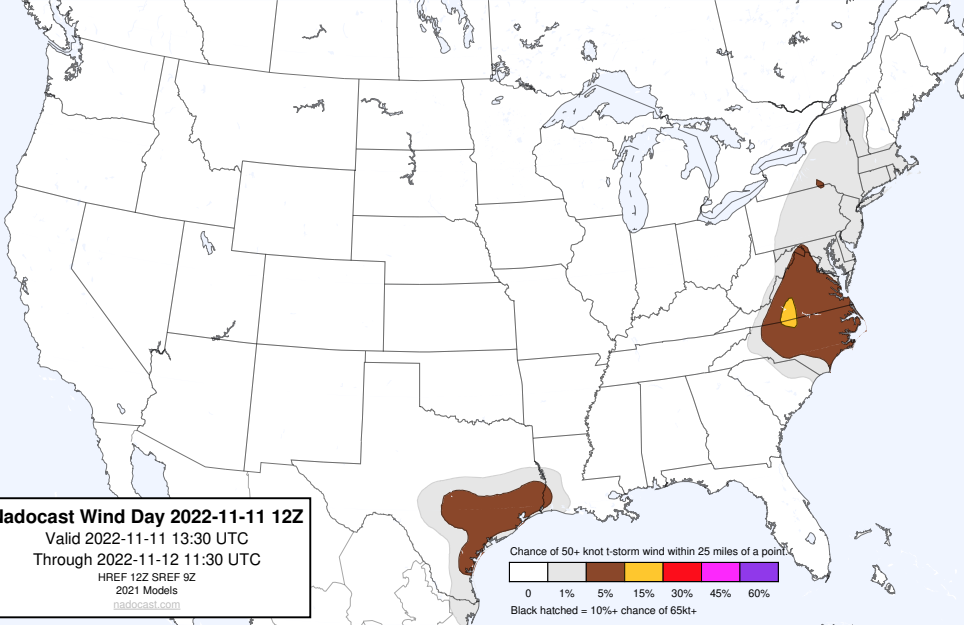 Nadocast Wind Day 2022-11-11 12Z
Valid 2022-11-11 13:30 UTC
Through 2022-11-12 11:30 UTC
HREF 12Z SREF 9Z
2021 Models
nadocast.com
Chance of 50+ knot t-storm wind within 25 miles of a point.
0 1% 5% 15% 30% 45% 60%
Black hatched = 10%+ chance of 65kt+